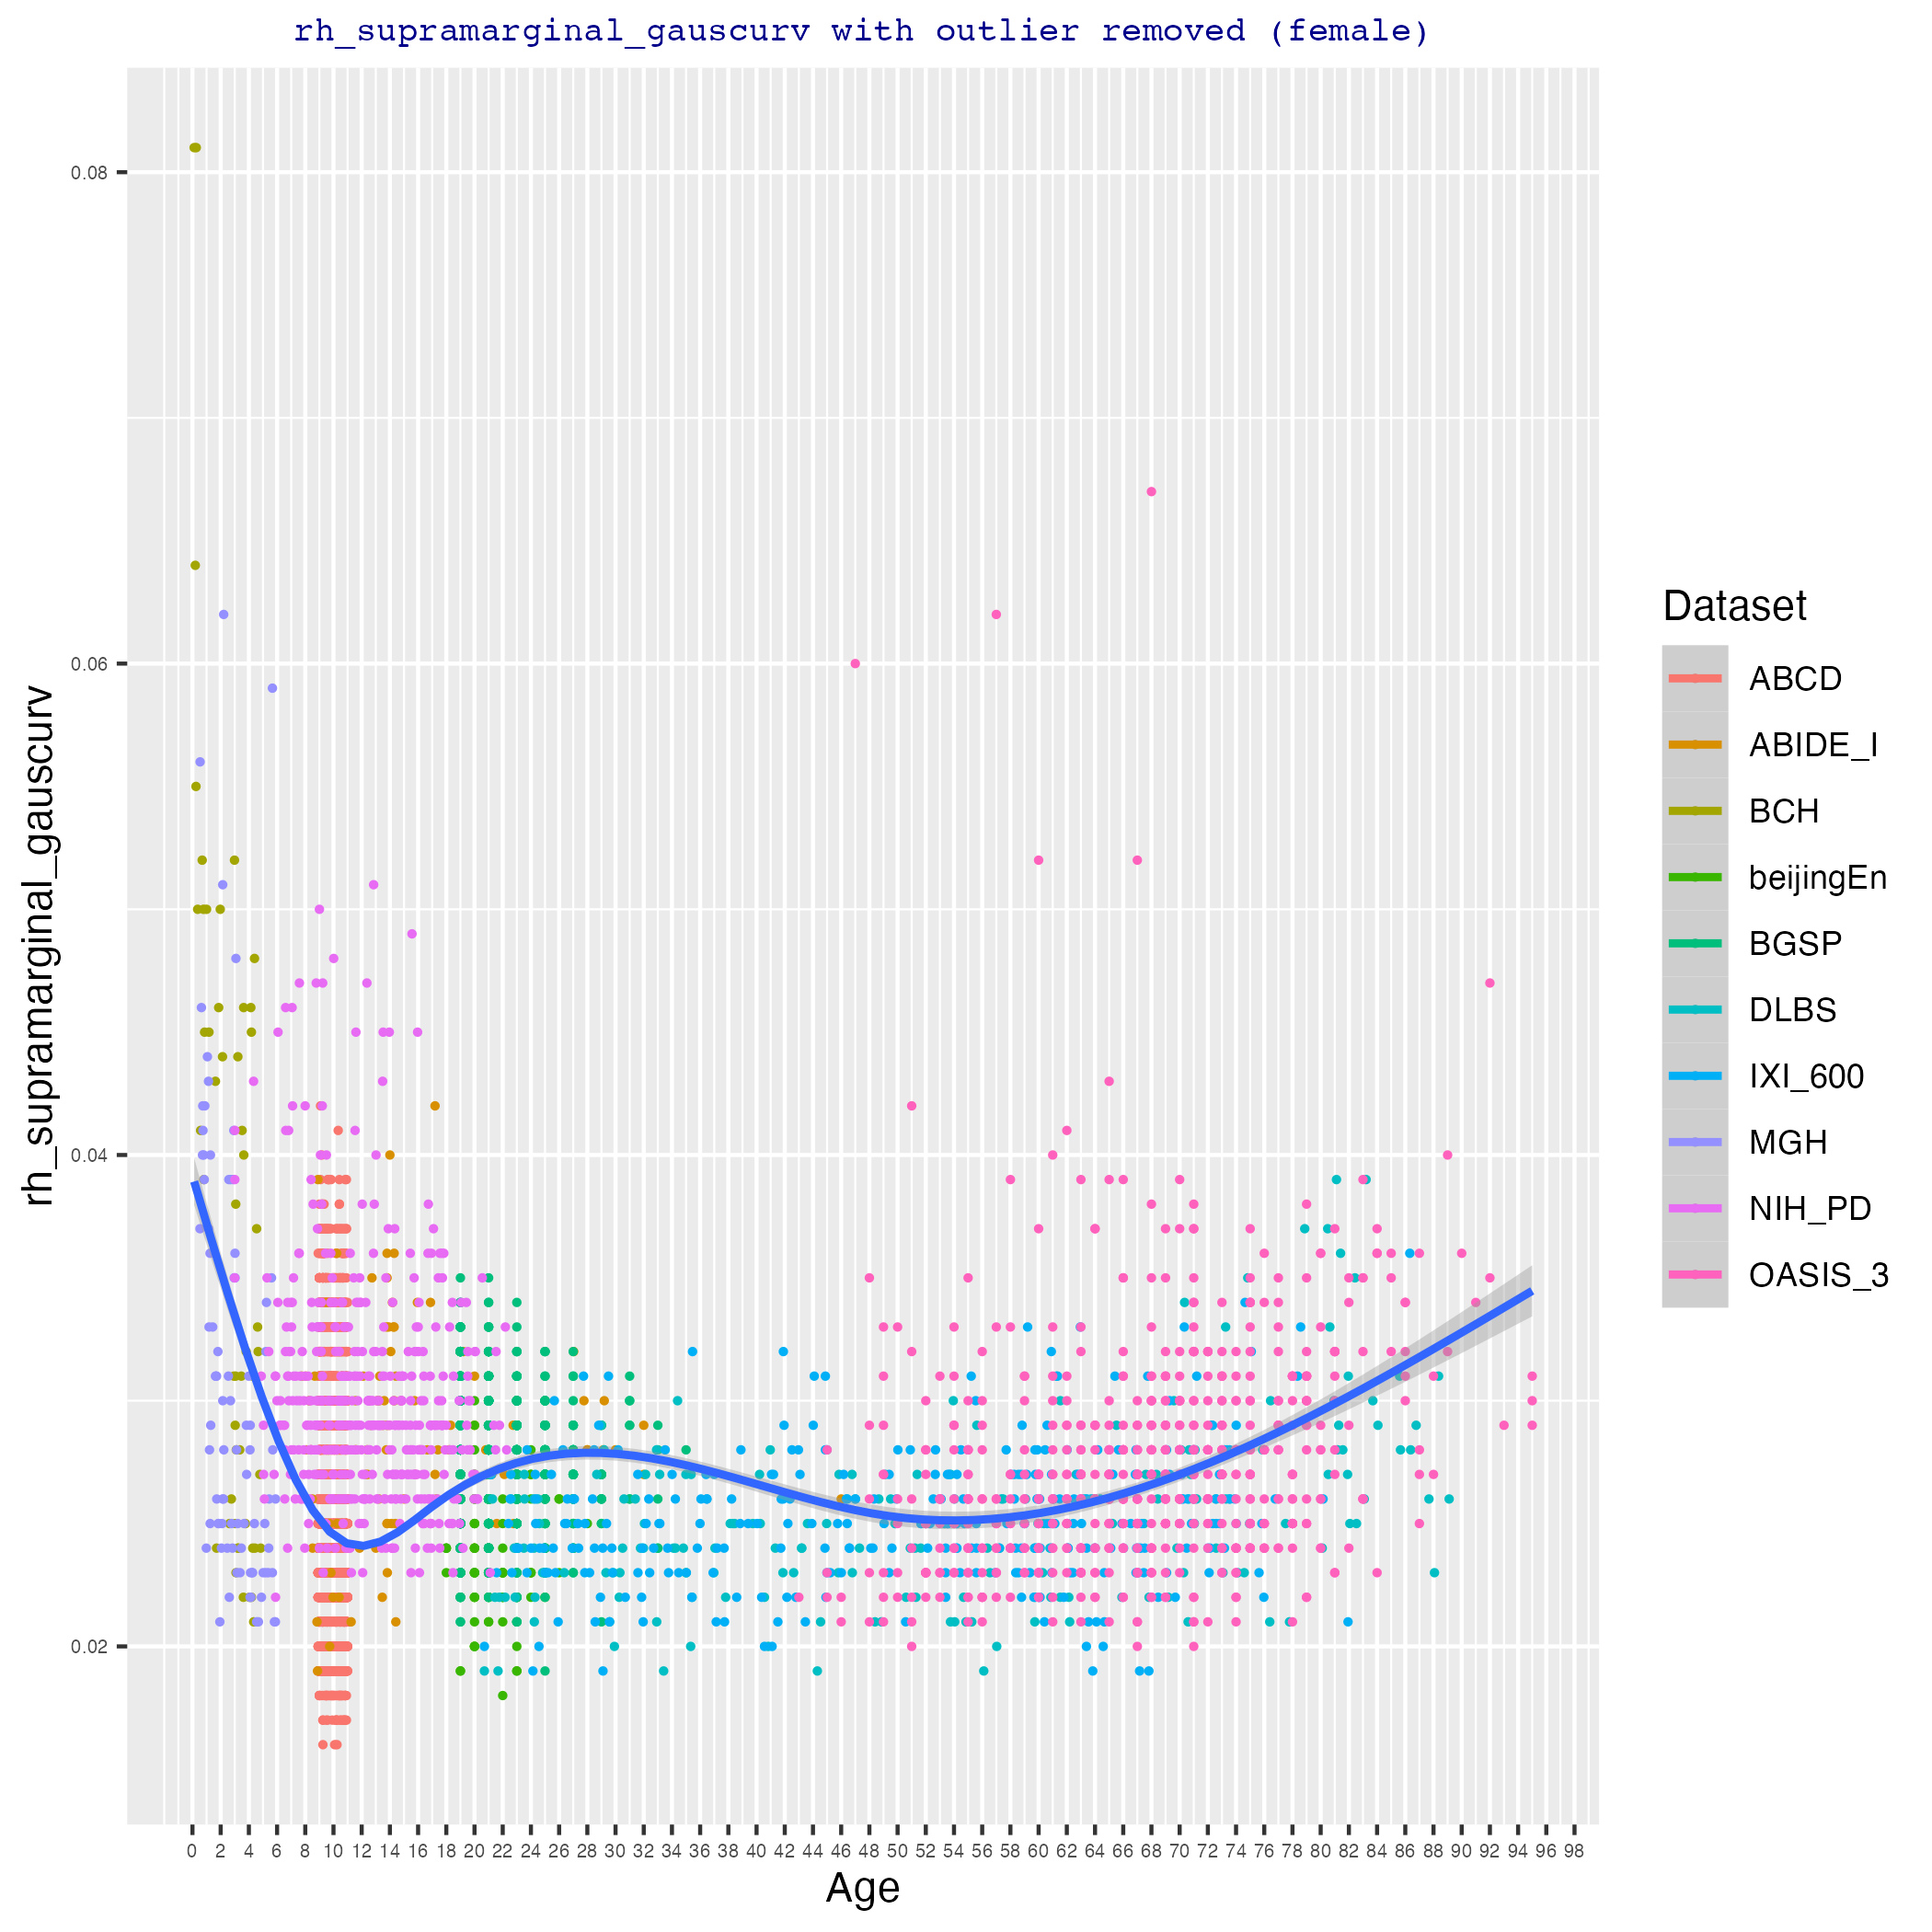 rh_supramarginal_gauscurv with outlier removed (female)
rh_supramarginal_gauscurv
0.08
0.06
0.04
0.02
0 2 4 6 8 10 12 14 16 18 20 22 24 26 28 30 32 34 36 38 40 42 44 46 48 50 52 54 56 58 60 62 64 66 68 70 72 74 76 78 80 82 84 86 88 90 92 94 96 98
Age
Dataset
ABCD
ABIDE_I
BCH
beijingEn
BGSP
DLBS
IXI_600
MGH
NIH_PD
OASIS_3